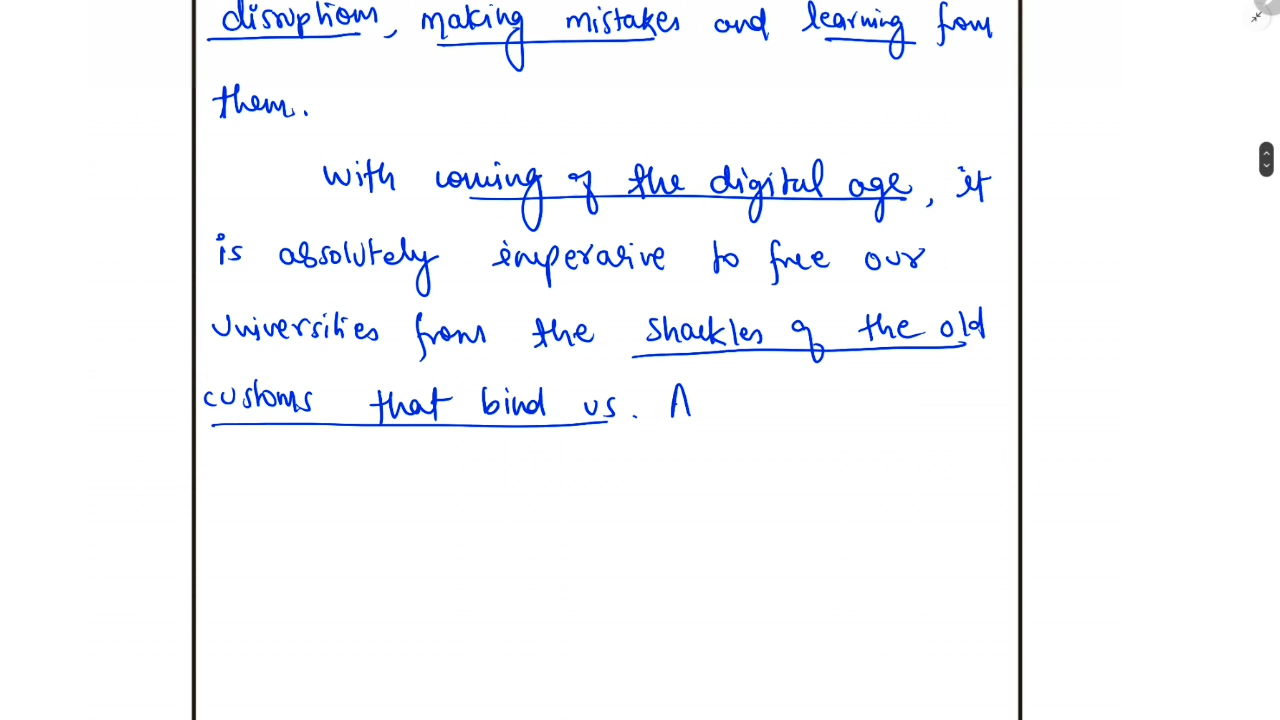 disruptions, making mistakes and learning from
them.
With coming of the digital age, it
is absolutely imperative to free our
Universities from the shackles of the old
customs that bind us. A